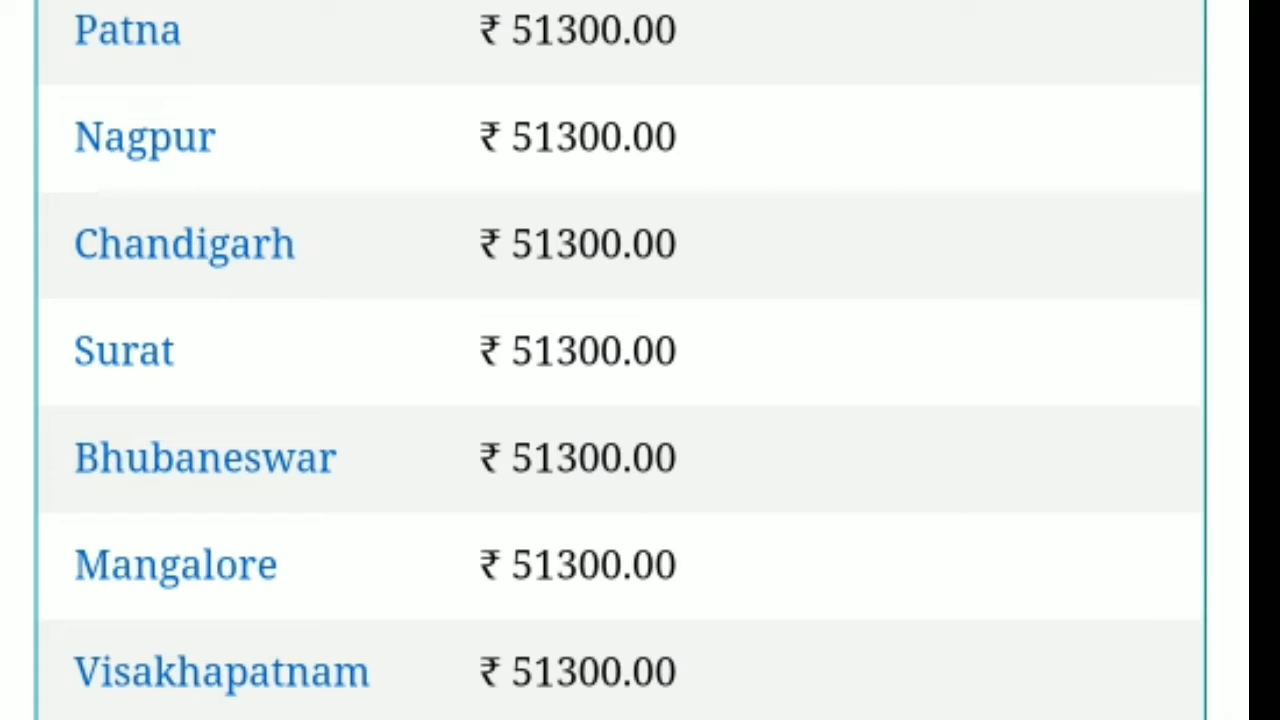 Patna ₹ 51300.00
Nagpur ₹ 51300.00
Chandigarh ₹ 51300.00
Surat ₹ 51300.00
Bhubaneswar ₹ 51300.00
Mangalore ₹ 51300.00
Visakhapatnam ₹ 51300.00